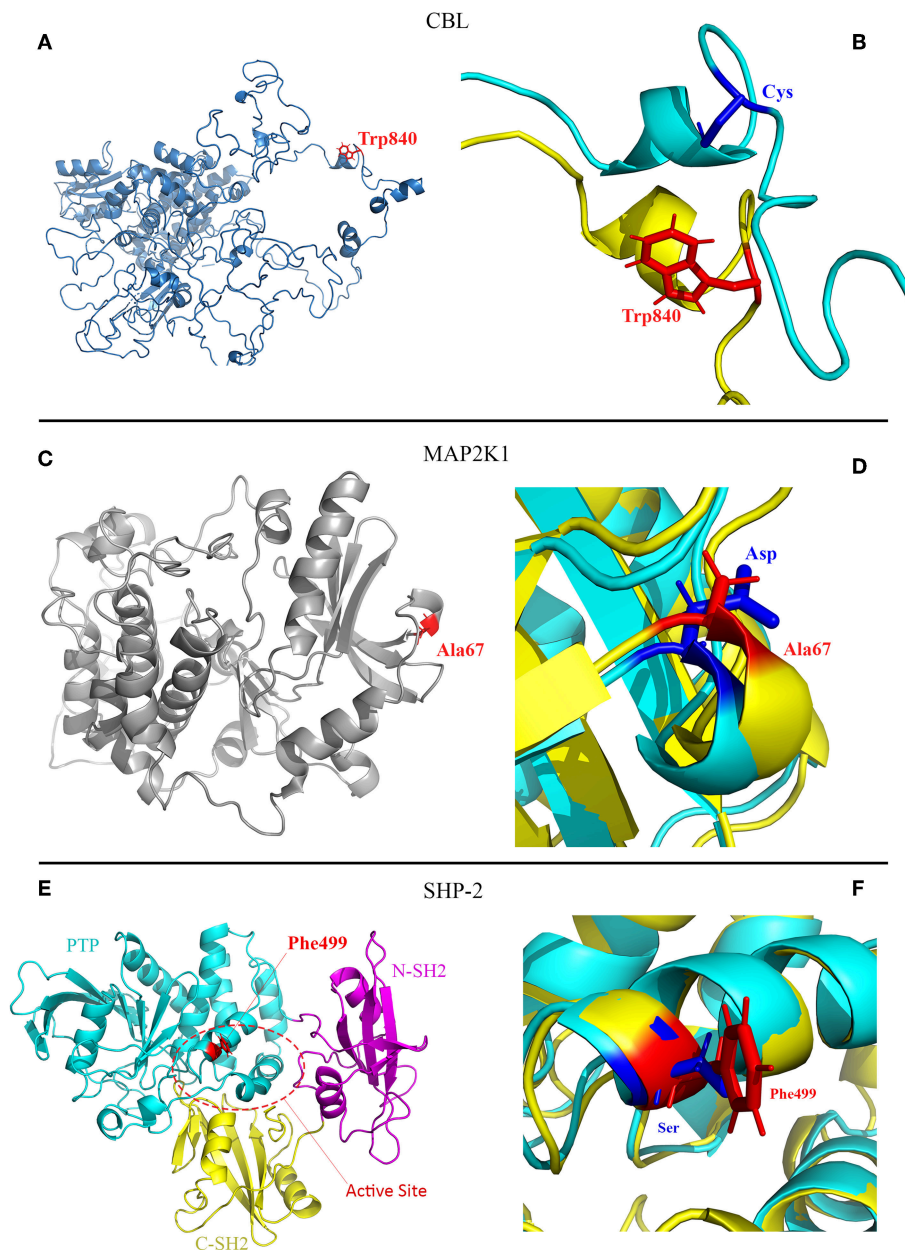 CBL
A
B
Trp840
Cys
Trp840
MAP2K1
C
D
Ala67
Asp
Ala67
SHP-2
E
F
PTP
Phe499
N-SH2
Active Site
C-SH2
Phe499
Ser